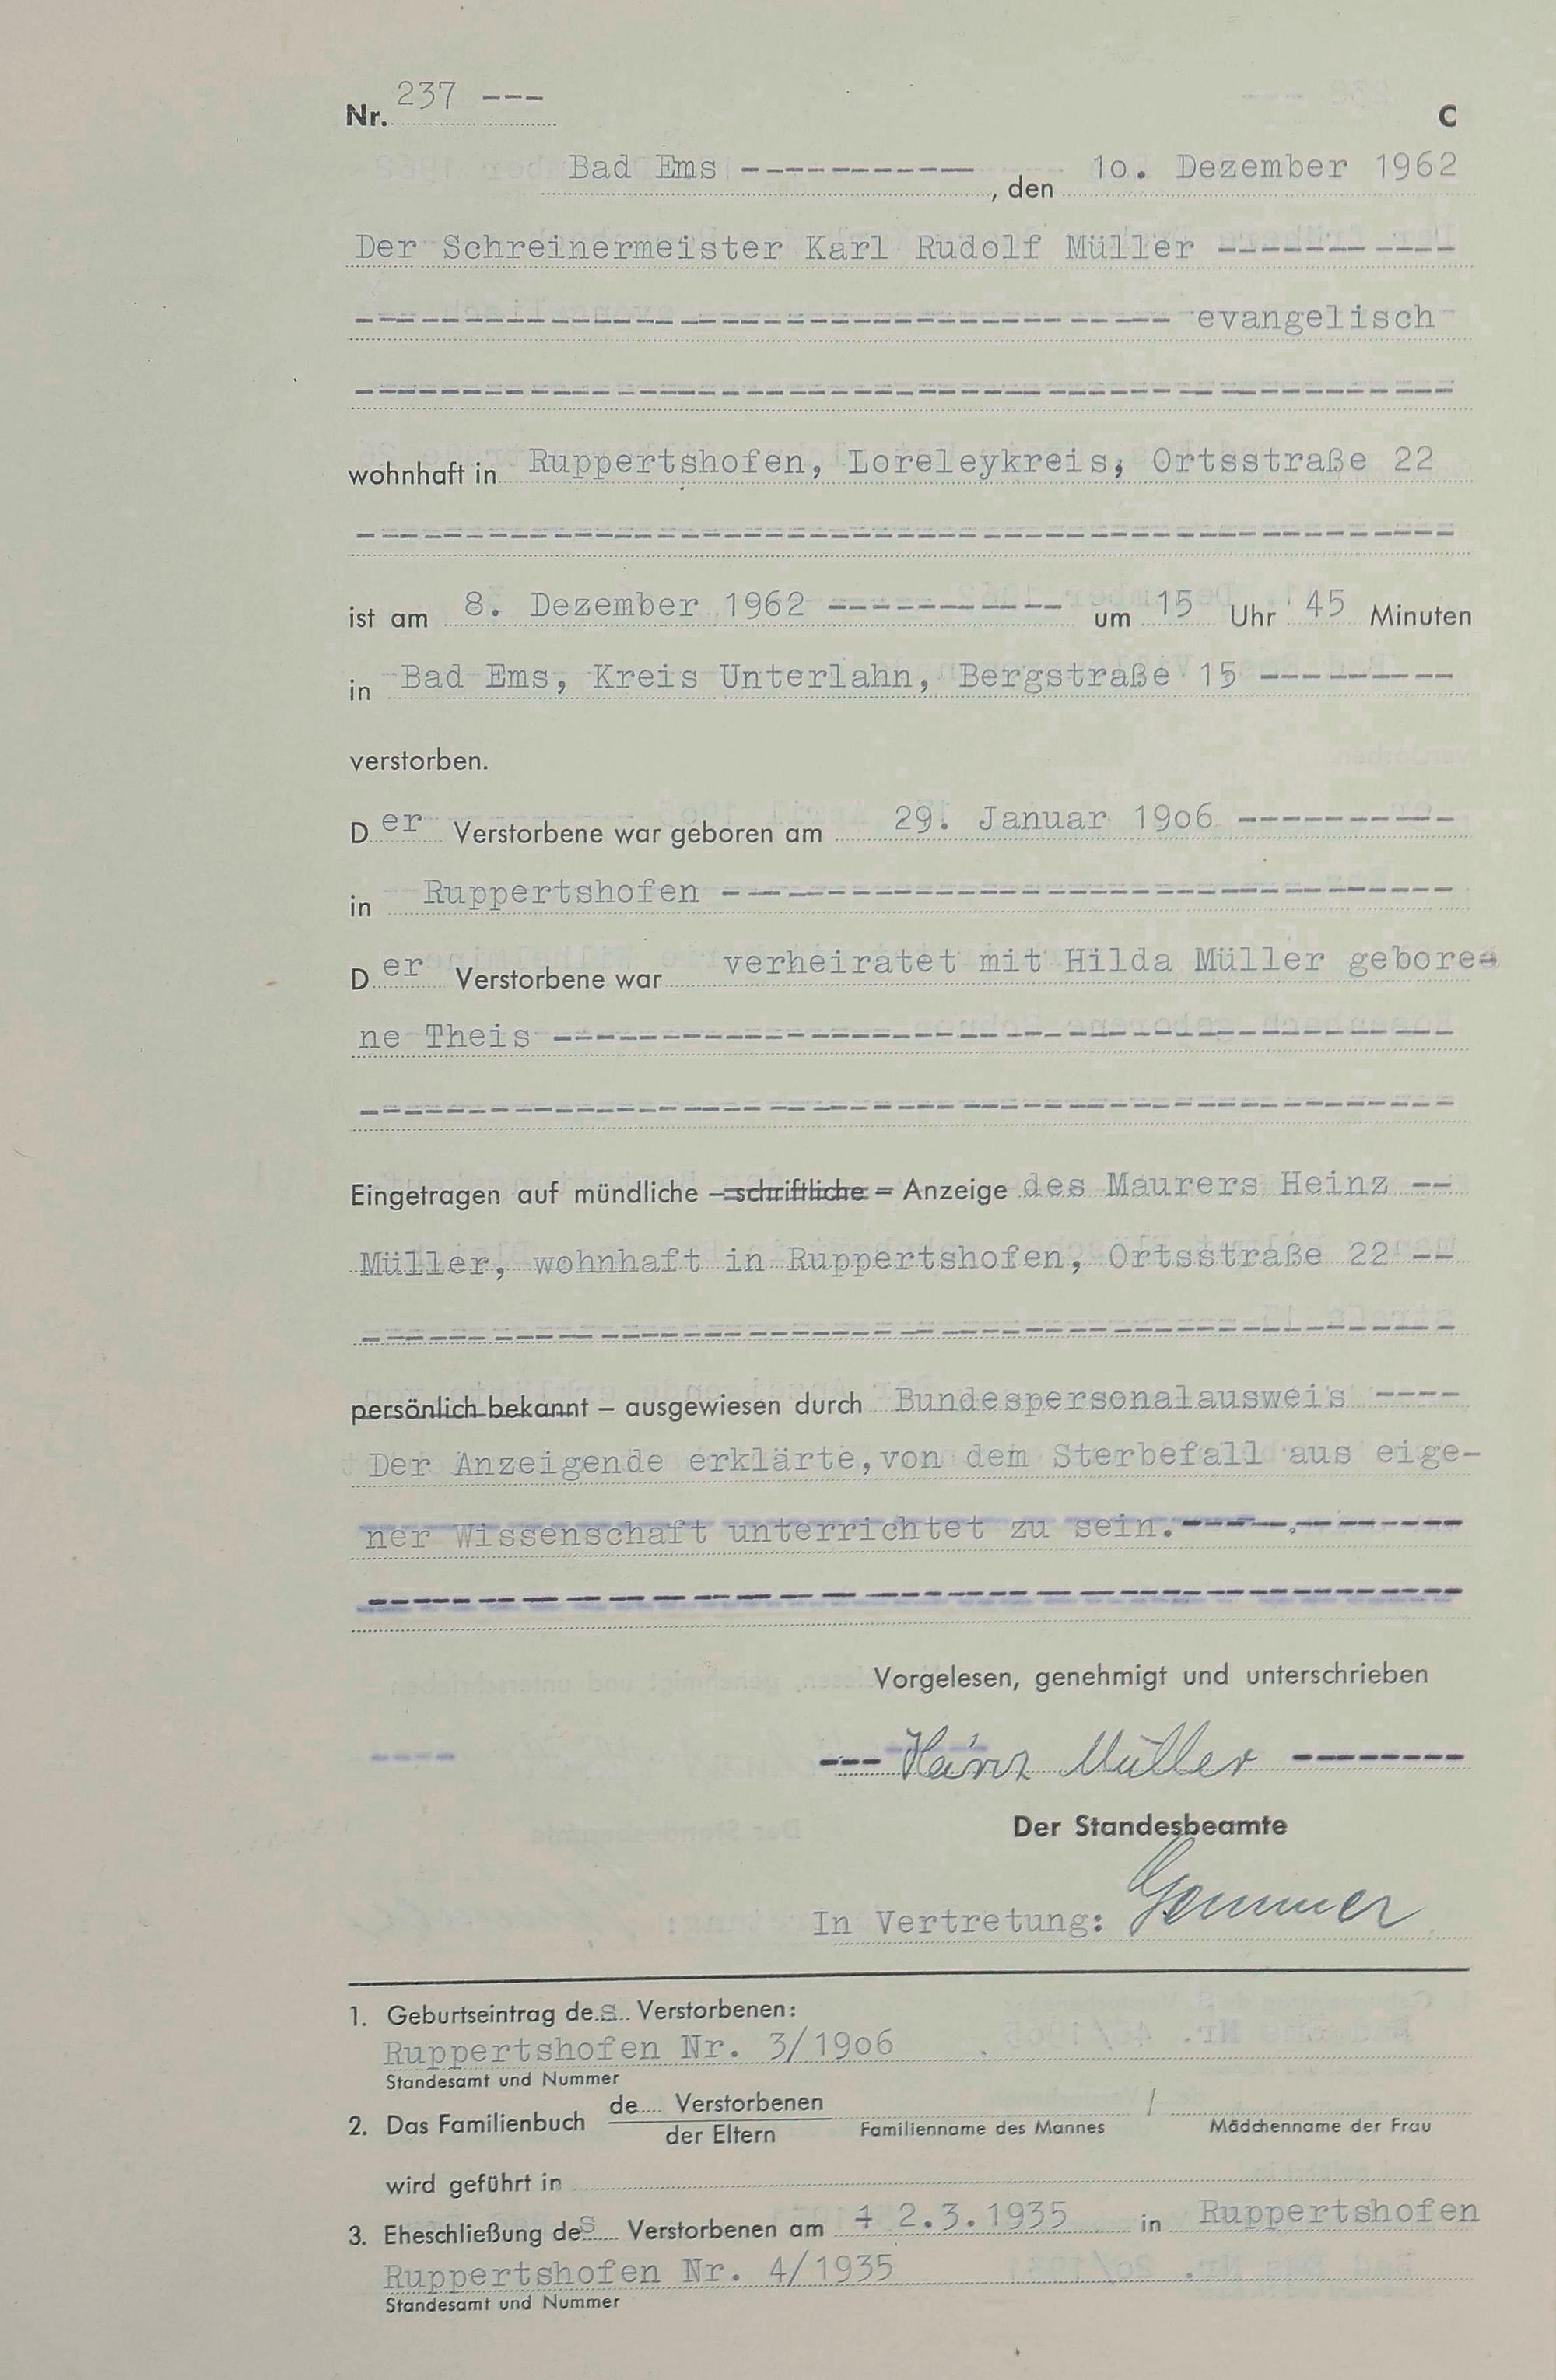 Nr. 237 ---
C
Bad Ems -----------, den 1o. Dezember 1962
Der Schreinermeister Karl Rudolf Müller -----------
------------------------------------- evangelisch
--------------------------------------------------
wohnhaft in Ruppertshofen, Loreleykreis, Ortsstraße 22
--------------------------------------------------
ist am 8. Dezember 1962 ----------- um 15 Uhr 45 Minuten
in Bad Ems, Kreis Unterlahn, Bergstraße 15 ---------
verstorben.
Der Verstorbene war geboren am 29. Januar 19o6 ----------
in Ruppertshofen ---------------------------------
Der Verstorbene war verheiratet mit Hilda Müller gebore-
ne Theis -----------------------------------------
--------------------------------------------------
Eingetragen auf mündliche – schriftliche – Anzeige des Maurers Heinz --
Müller, wohnhaft in Ruppertshofen, Ortsstraße 22 --
--------------------------------------------------
persönlich bekannt – ausgewiesen durch Bundespersonalausweis ----
Der Anzeigende erklärte, von dem Sterbefall aus eige-
ner Wissenschaft unterrichtet zu sein.-------------
--------------------------------------------------
Vorgelesen, genehmigt und unterschrieben
---- --- Heinz Müller --------
Der Standesbeamte
In Vertretung: Gemmer
1. Geburtseintrag des Verstorbenen:
Ruppertshofen Nr. 3/19o6
Standesamt und Nummer
2. Das Familienbuch de.... Verstorbenen /
der Eltern Familienname des Mannes Mädchenname der Frau
wird geführt in
3. Eheschließung des Verstorbenen am 2.3.1935 in Ruppertshofen
Ruppertshofen Nr. 4/1935
Standesamt und Nummer